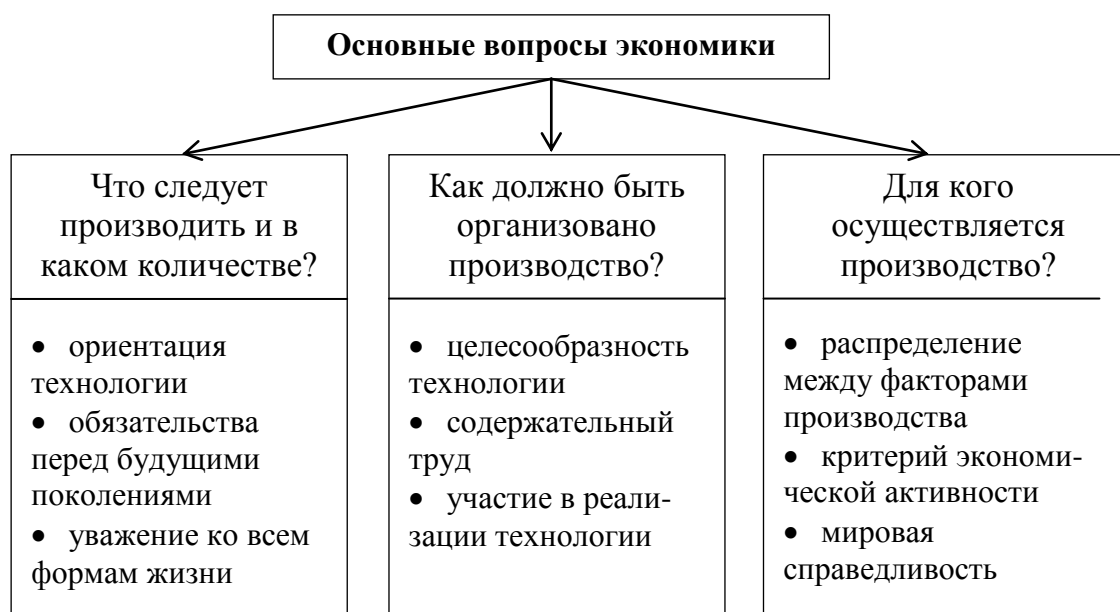 Основные вопросы экономики
Что следует
производить и в
каком количестве?
• ориентация
технологии
• обязательства
перед будущими
поколениями
• уважение ко всем
формам жизни
Как должно быть
организовано
производство?
• целесообразность
технологии
• содержательный
труд
• участие в реали-
зации технологии
Для кого
осуществляется
производство?
• распределение
между факторами
производства
• критерий экономи-
ческой активности
• мировая
справедливость